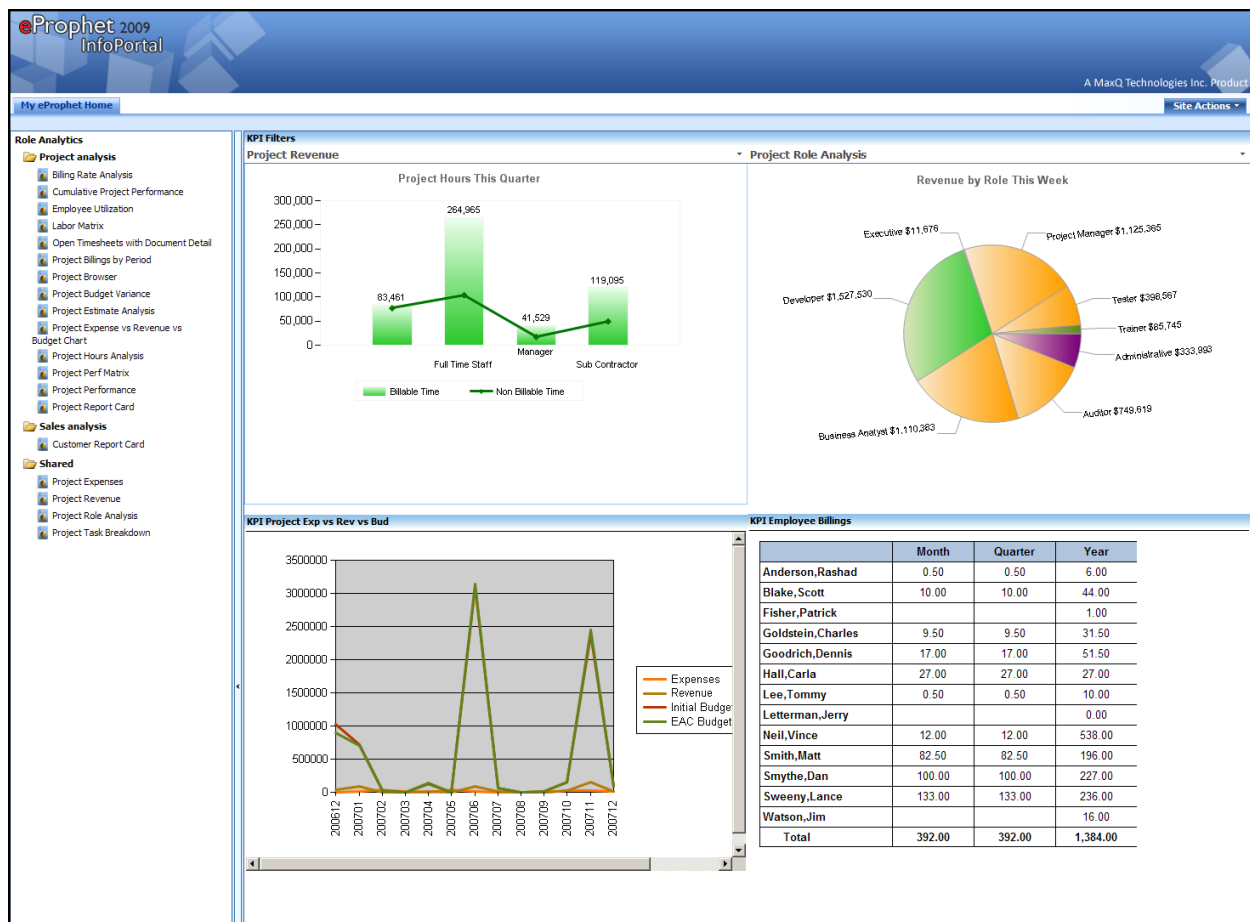 eProphet 2009
InfoPortal
A MaxQ Technologies Inc. Product
My eProphet Home
Site Actions
Role Analytics
Project analysis
Billing Rate Analysis
Cumulative Project Performance
Employee Utilization
Labor Matrix
Open Timesheets with Document Detail
Project Billings by Period
Project Browser
Project Budget Variance
Project Estimate Analysis
Project Expense vs Revenue vs
Budget Chart
Project Hours Analysis
Project Perf Matrix
Project Performance
Project Report Card
Sales analysis
Customer Report Card
Shared
Project Expenses
Project Revenue
Project Role Analysis
Project Task Breakdown
KPI Filters
Project Revenue
Project Hours This Quarter
300,000
250,000
200,000
150,000
100,000
50,000
0
83,461
264,965
41,529
119,095
Full Time Staff
Manager
Sub Contractor
Billable Time
Non Billable Time
Project Role Analysis
Revenue by Role This Week
Executive $11,676
Project Manager $1,125,365
Developer $1,527,530
Tester $398,567
Trainer $85,745
Administrative $333,993
Auditor $749,619
Business Analyst $1,110,383
KPI Project Exp vs Rev vs Bud
3500000
3000000
2500000
2000000
1500000
1000000
500000
0
200612
200701
200702
200703
200704
200705
200706
200707
200708
200709
200710
200711
200712
Expenses
Revenue
Initial Budge
EAC Budget
KPI Employee Billings
Month Quarter Year
Anderson,Rashad 0.50 0.50 6.00
Blake,Scott 10.00 10.00 44.00
Fisher,Patrick 1.00
Goldstein,Charles 9.50 9.50 31.50
Goodrich,Dennis 17.00 17.00 51.50
Hall,Carla 27.00 27.00 27.00
Lee,Tommy 0.50 0.50 10.00
Letterman,Jerry 0.00
Neil,Vince 12.00 12.00 538.00
Smith,Matt 82.50 82.50 196.00
Smythe,Dan 100.00 100.00 227.00
Sweeny,Lance 133.00 133.00 236.00
Watson,Jim 16.00
Total 392.00 392.00 1,384.00